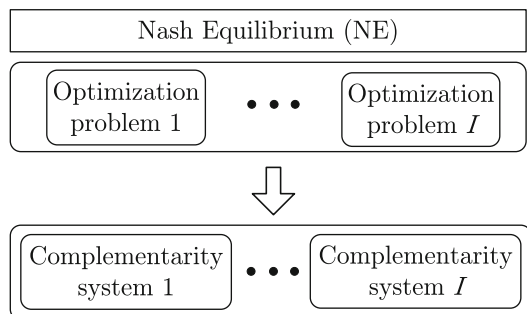 Nash Equilibrium (NE)
Optimization
problem 1
Optimization
problem I
Complementarity
system 1
Complementarity
system I